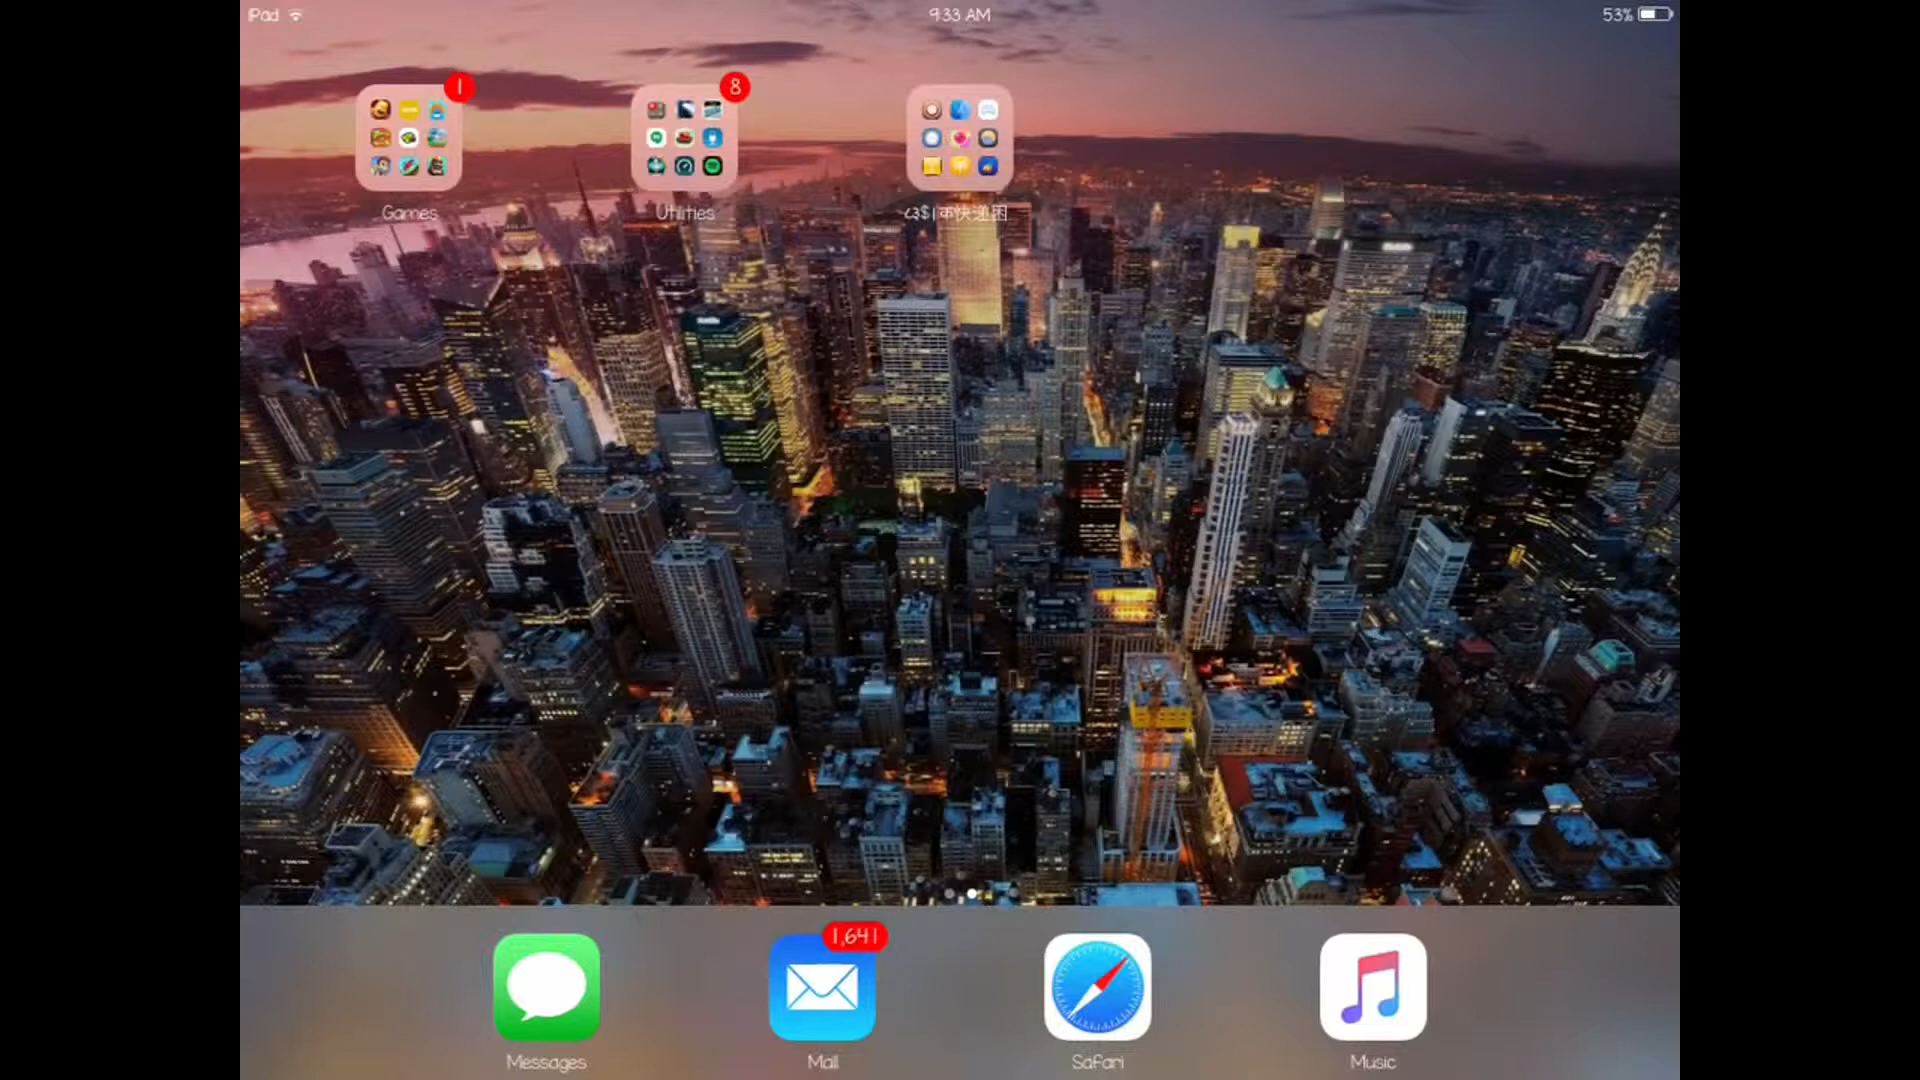 iPad
9:33 AM
53%
1
8
Games
Utilities
1,641
Messages
Mail
Safari
Music